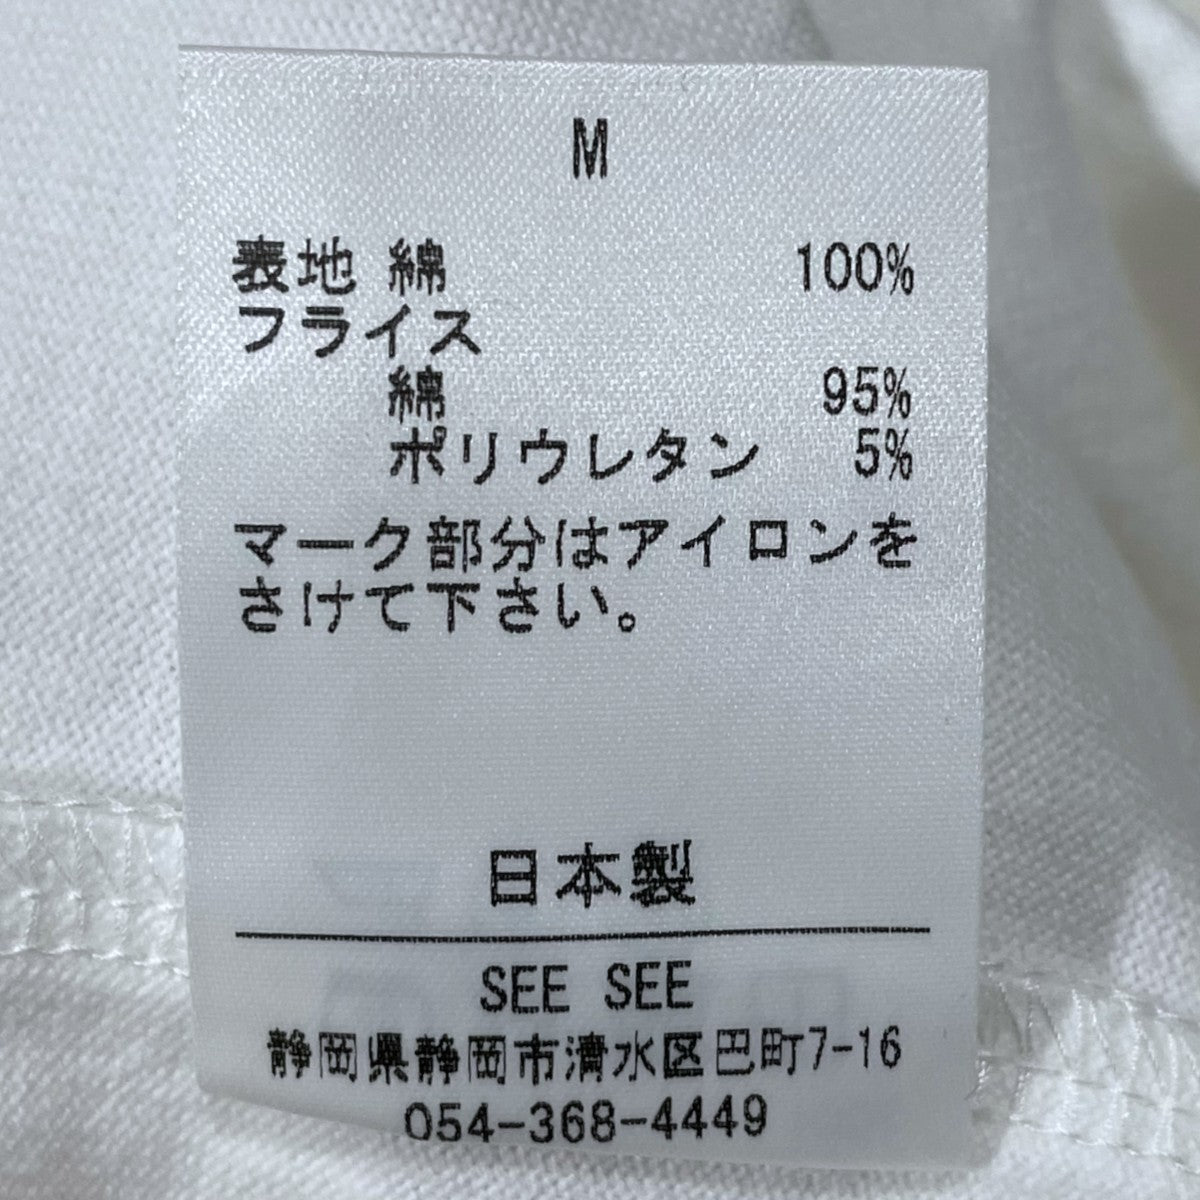 M
表地 綿 100%
フライス
綿 95%
ポリウレタン 5%
マーク部分はアイロンを
さけて下さい。
日本製
SEE SEE
静岡県静岡市清水区巴町7-16
054-368-4449